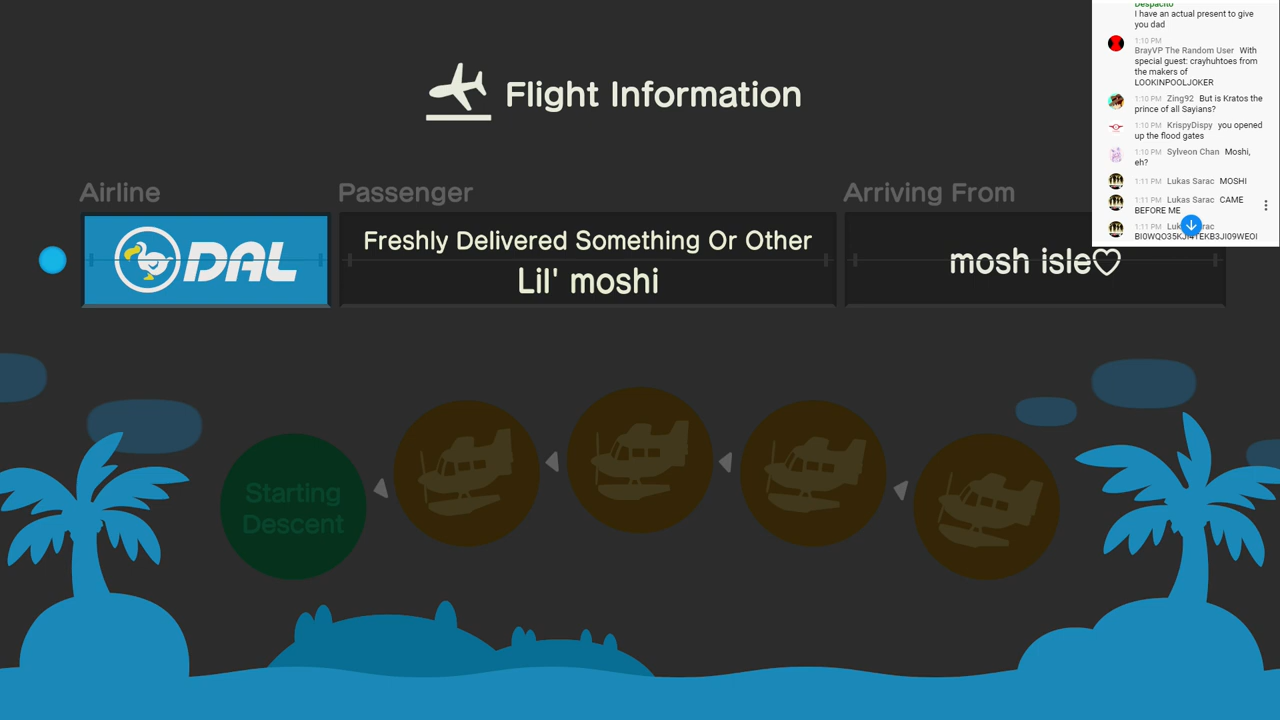 Flight Information
Airline
Passenger
Arriving From
DAL
Freshly Delivered Something Or Other
Lil' moshi
mosh isle♡
Starting
Descent
Despacito
I have an actual present to give
you dad
1:10 PM
BrayVP The Random User With
special guest: crayhuhtoes from
the makers of
LOOKINPOOLJOKER
1:10 PM Zing92 But is Kratos the
prince of all Sayians?
1:10 PM KrispyDispy you opened
up the flood gates
1:10 PM Sylveon Chan Moshi,
eh?
1:11 PM Lukas Sarac MOSHI
1:11 PM Lukas Sarac CAME
BEFORE ME
1:11 PM